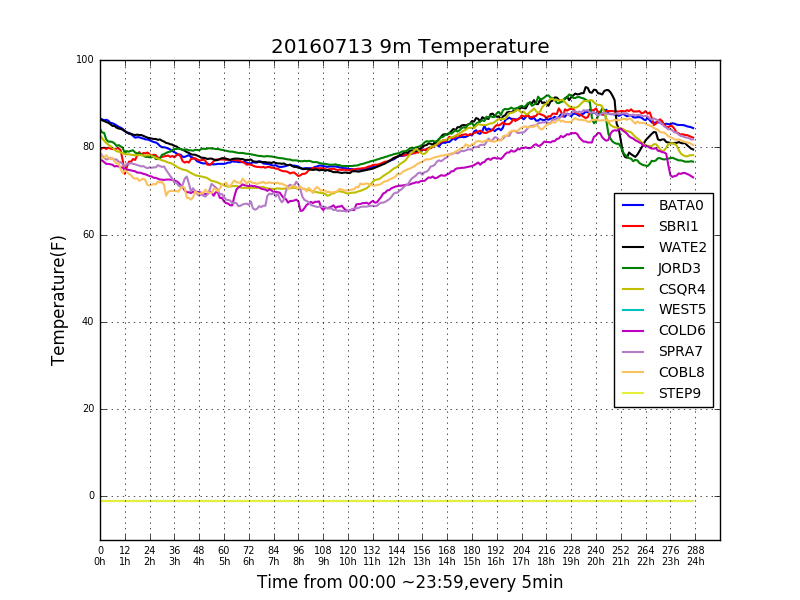 20160713 9m Temperature
Temperature(F)
100
80
60
40
20
0
BATA0
SBRI1
WATE2
JORD3
CSQR4
WEST5
COLD6
SPRA7
COBL8
STEP9
0 12 24 36 48 60 72 84 96 108 120 132 144 156 168 180 192 204 216 228 240 252 264 276 288
0h 1h 2h 3h 4h 5h 6h 7h 8h 9h 10h 11h 12h 13h 14h 15h 16h 17h 18h 19h 20h 21h 22h 23h 24h
Time from 00:00 ~23:59,every 5min